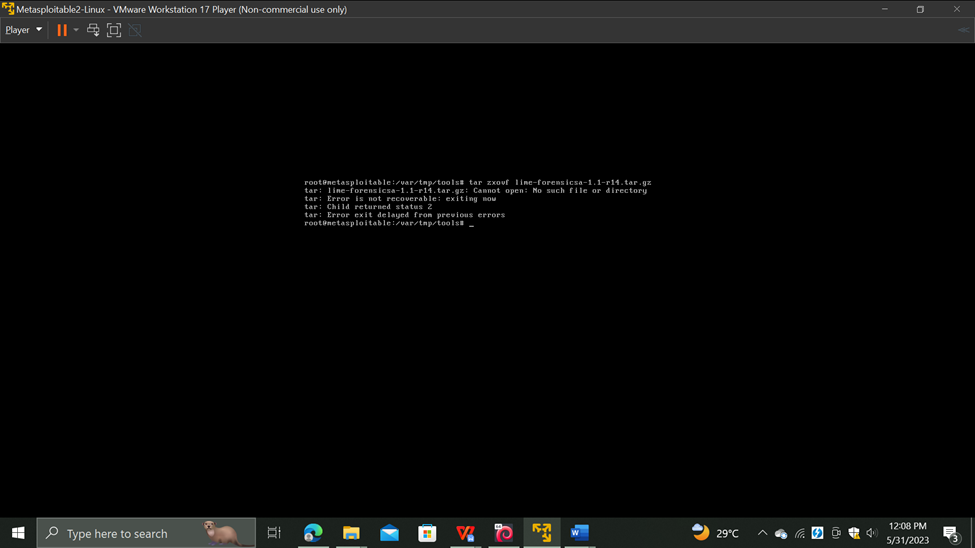 Metasploitable2-Linux - VMware Workstation 17 Player (Non-commercial use only)
Player
root@metasploitable:/var/tmp/tools# tar zxovf lime-forensicsa-1.1-r14.tar.gz
tar: lime-forensicsa-1.1-r14.tar.gz: Cannot open: No such file or directory
tar: Error is not recoverable: exiting now
tar: Child returned status 2
tar: Error exit delayed from previous errors
root@metasploitable:/var/tmp/tools# _
Type here to search
29°C
12:08 PM
5/31/2023
3